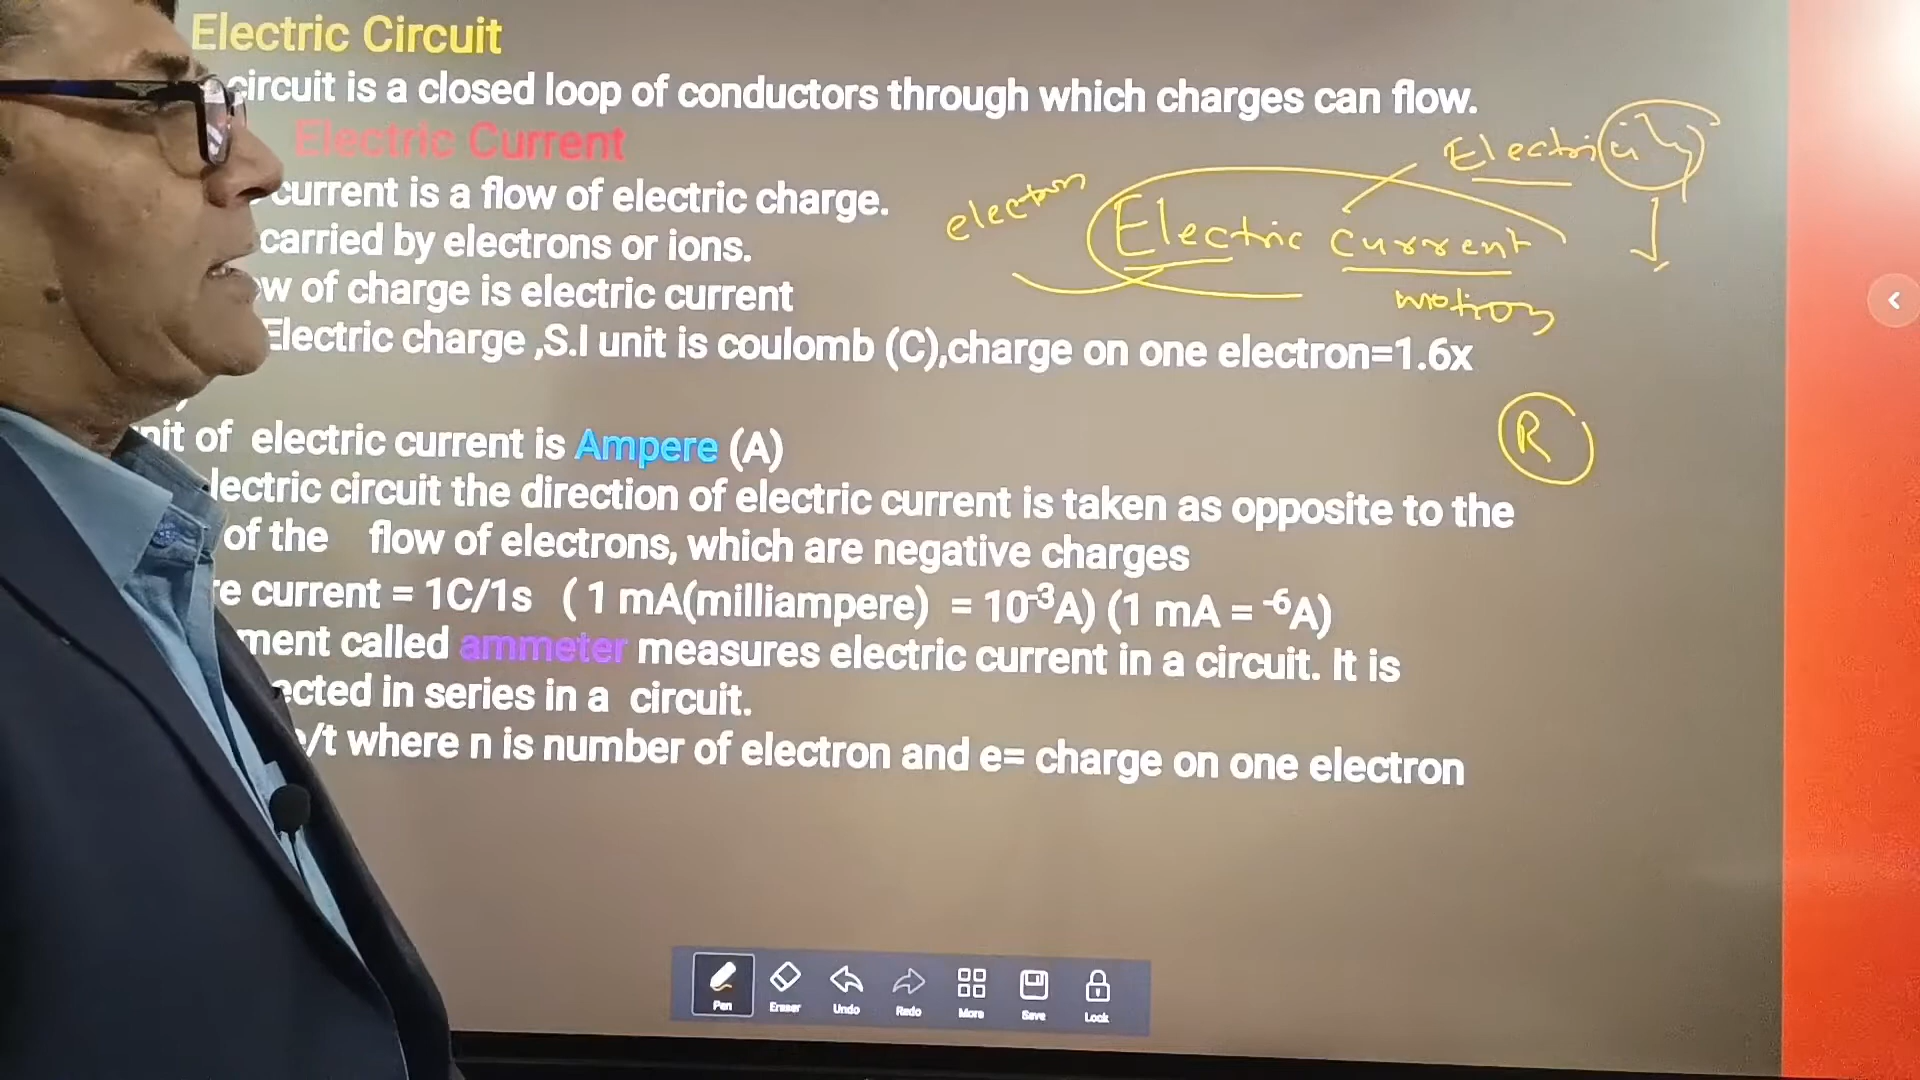 Electric Circuit
circuit is a closed loop of conductors through which charges can flow.
Electric Current
current is a flow of electric charge.
carried by electrons or ions.
of charge is electric current
Electric charge ,S.I unit is coulomb (C),charge on one electron=1.6x
of electric current is Ampere (A)
circuit the direction of electric current is taken as opposite to the
of the flow of electrons, which are negative charges
current = 1C/1s ( 1 mA(milliampere) = 10⁻³A) (1 mA = ⁻⁶A)
called ammeter measures electric current in a circuit. It is
in series in a circuit.
/t where n is number of electron and e= charge on one electron
Electricity
electron
Electric Current
motion
R
Pen
Eraser
Undo
Redo
More
Save
Lock